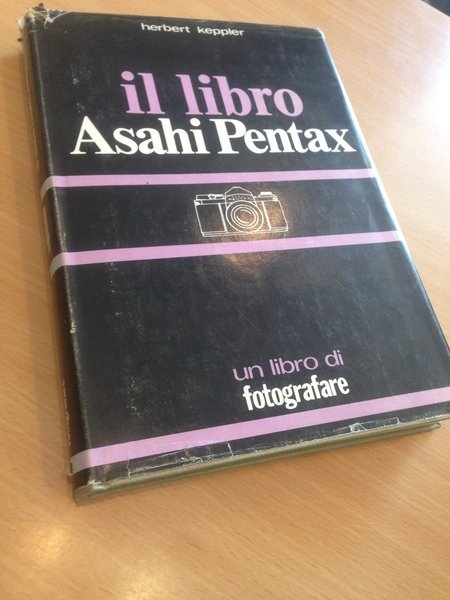 herbert keppler
il libro
Asahi Pentax
un libro di
fotografare